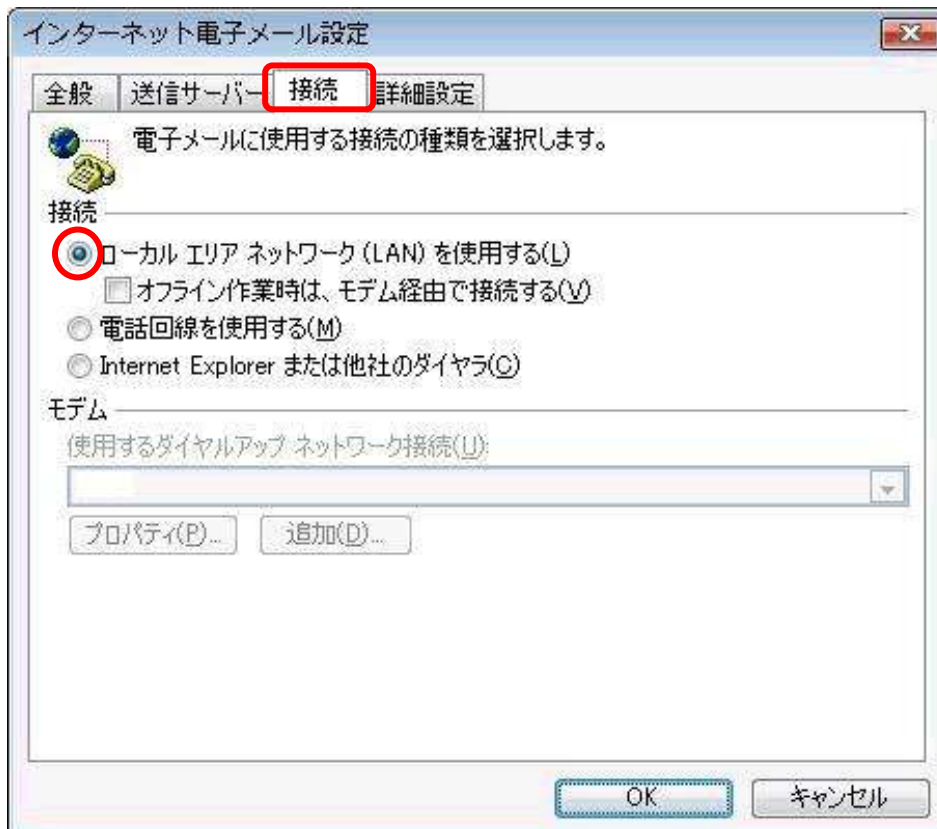 インターネット電子メール設定
全般 送信サーバー 接続 詳細設定
電子メールに使用する接続の種類を選択します。
接続
ローカル エリア ネットワーク (LAN) を使用する(L)
オフライン作業時は、モデム経由で接続する(V)
電話回線を使用する(M)
Internet Explorer または他社のダイヤラ(C)
モデム
使用するダイヤルアップ ネットワーク接続(U):
プロパティ(P)... 追加(D)...
OK キャンセル